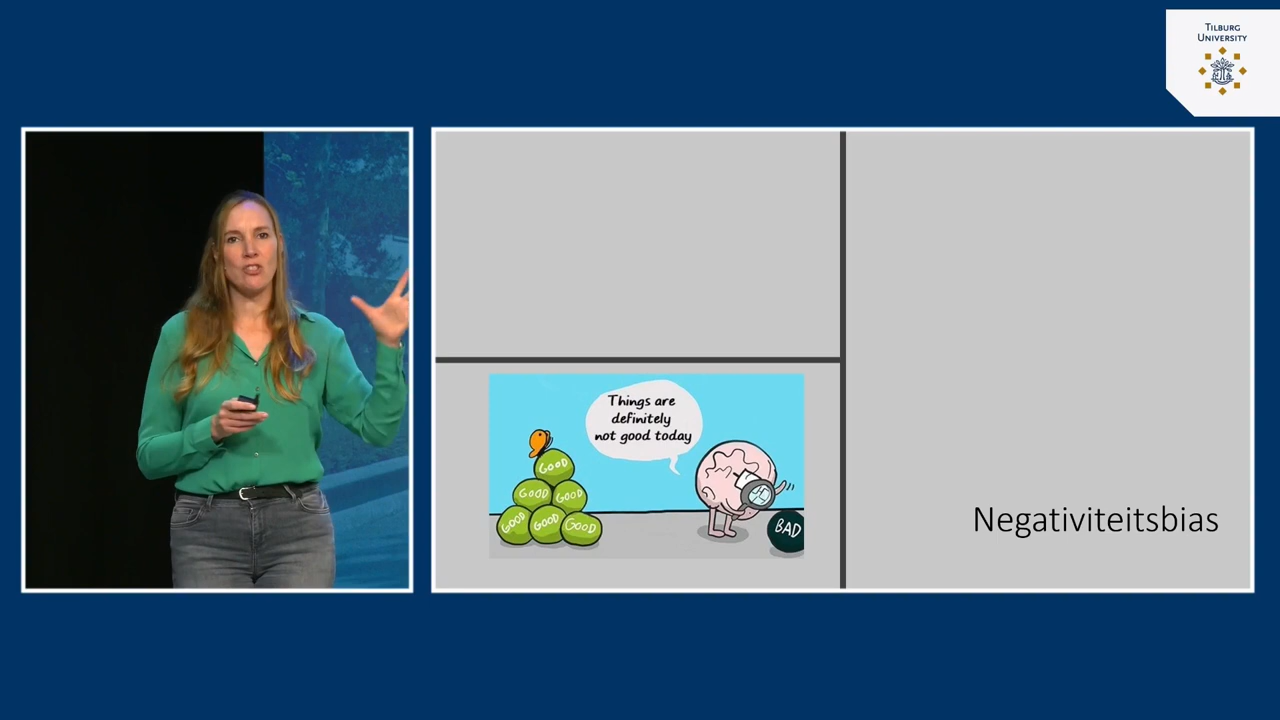 TILBURG
UNIVERSITY
Things are
definitely
not good today
GOOD
GOOD
GOOD
GOOD
GOOD
GOOD
BAD
Negativiteitsbias